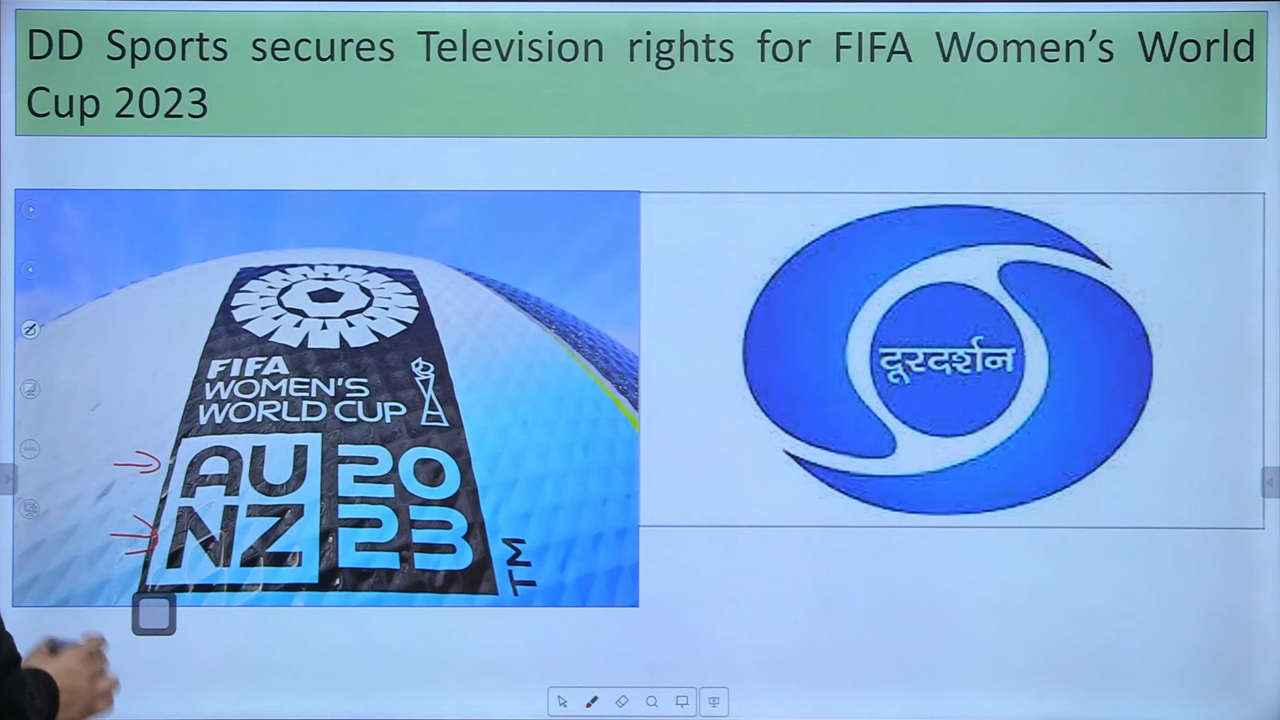 DD Sports secures Television rights for FIFA Women’s World
Cup 2023
FIFA
WOMEN'S
WORLD CUP
AU 20
NZ 23
TM
दूरदर्शन